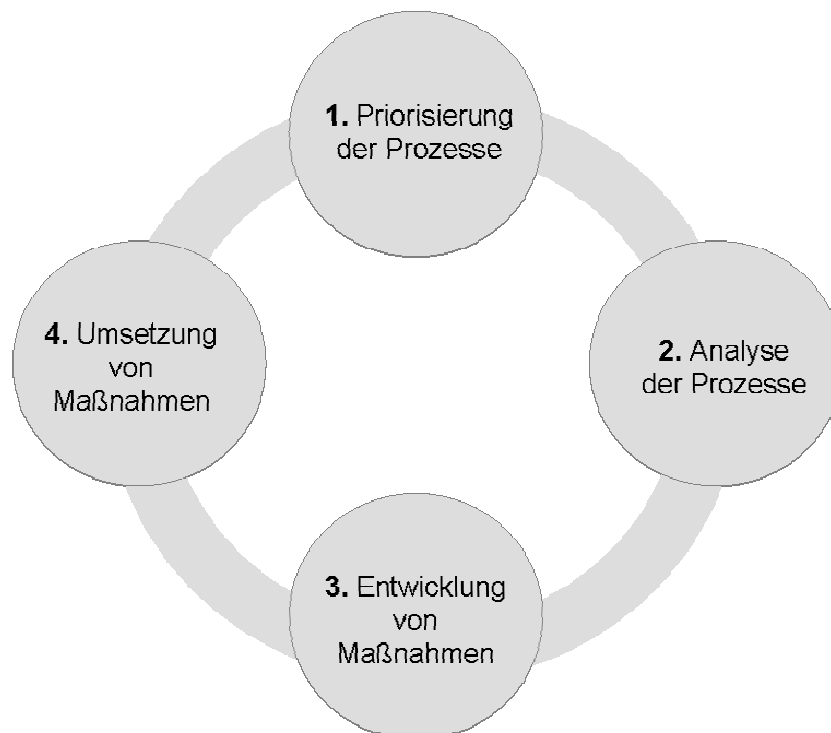 1. Priorisierung
der Prozesse
2. Analyse
der Prozesse
3. Entwicklung
von
Maßnahmen
4. Umsetzung
von
Maßnahmen